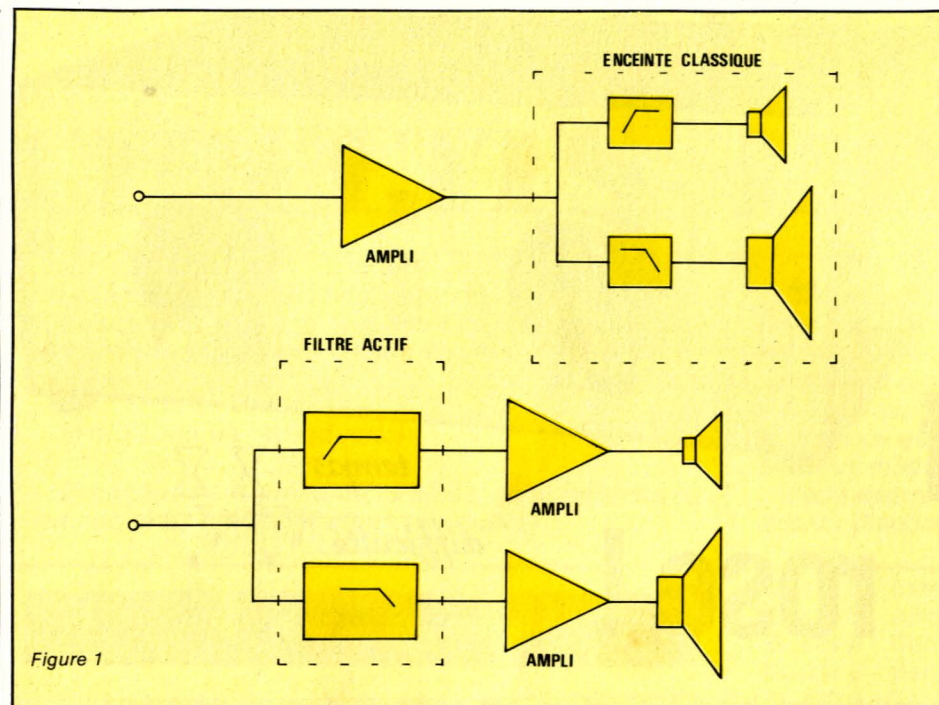 ENCEINTE CLASSIQUE
AMPLI
FILTRE ACTIF
AMPLI
AMPLI
Figure 1